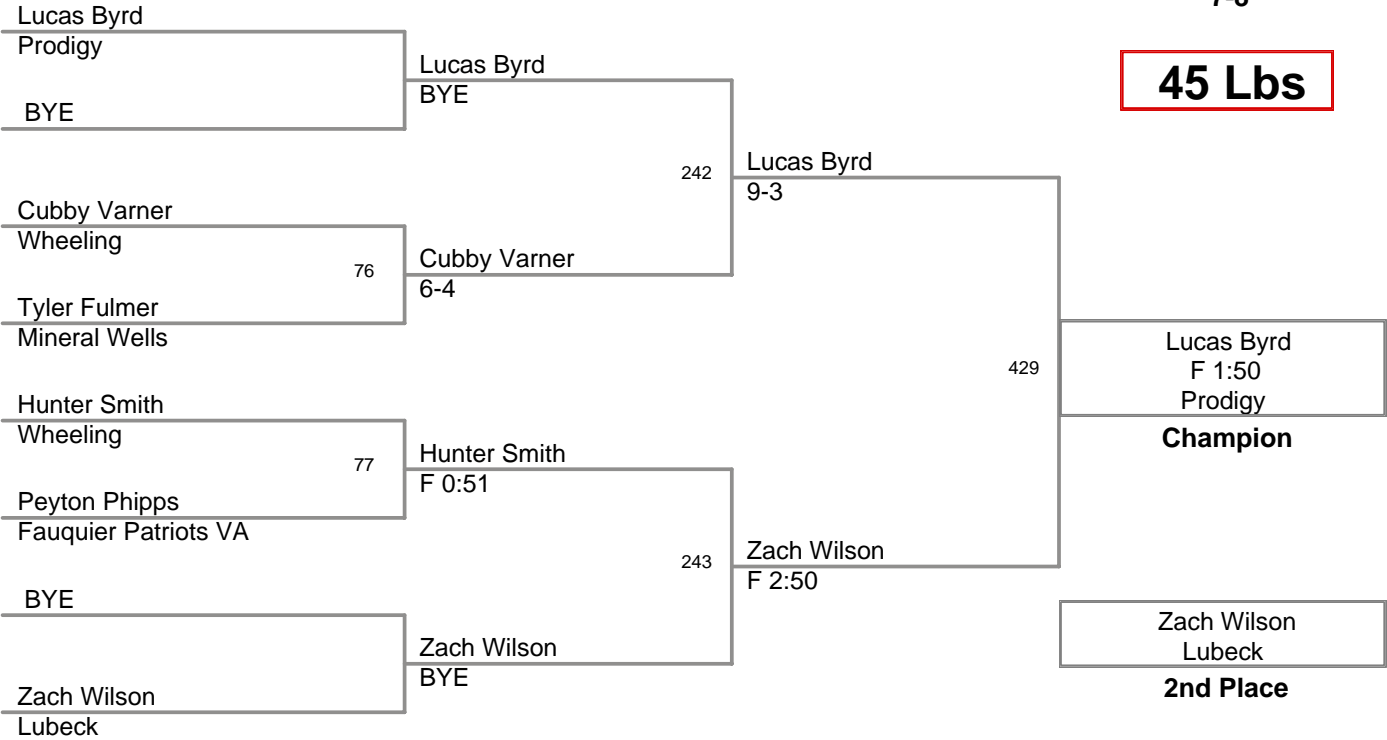 7-8
45 Lbs
Lucas Byrd
Prodigy
BYE
Cubby Varner
Wheeling
76
Tyler Fulmer
Mineral Wells
Hunter Smith
Wheeling
77
Peyton Phipps
Fauquier Patriots VA
BYE
Zach Wilson
Lubeck
Lucas Byrd
BYE
242
Cubby Varner
6-4
Hunter Smith
F 0:51
243
Zach Wilson
BYE
Lucas Byrd
9-3
429
Zach Wilson
F 2:50
Lucas Byrd
F 1:50
Prodigy
Champion
Zach Wilson
Lubeck
2nd Place